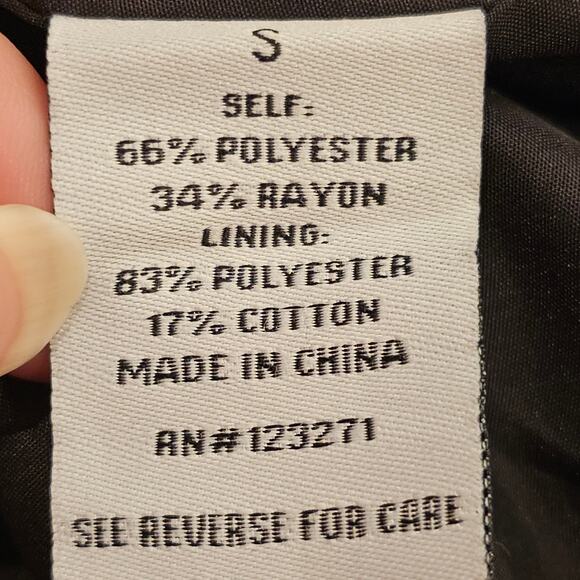 S
SELF:
66% POLYESTER
34% RAYON
LINING:
83% POLYESTER
17% COTTON
MADE IN CHINA
RN#123271
SEE REVERSE FOR CARE